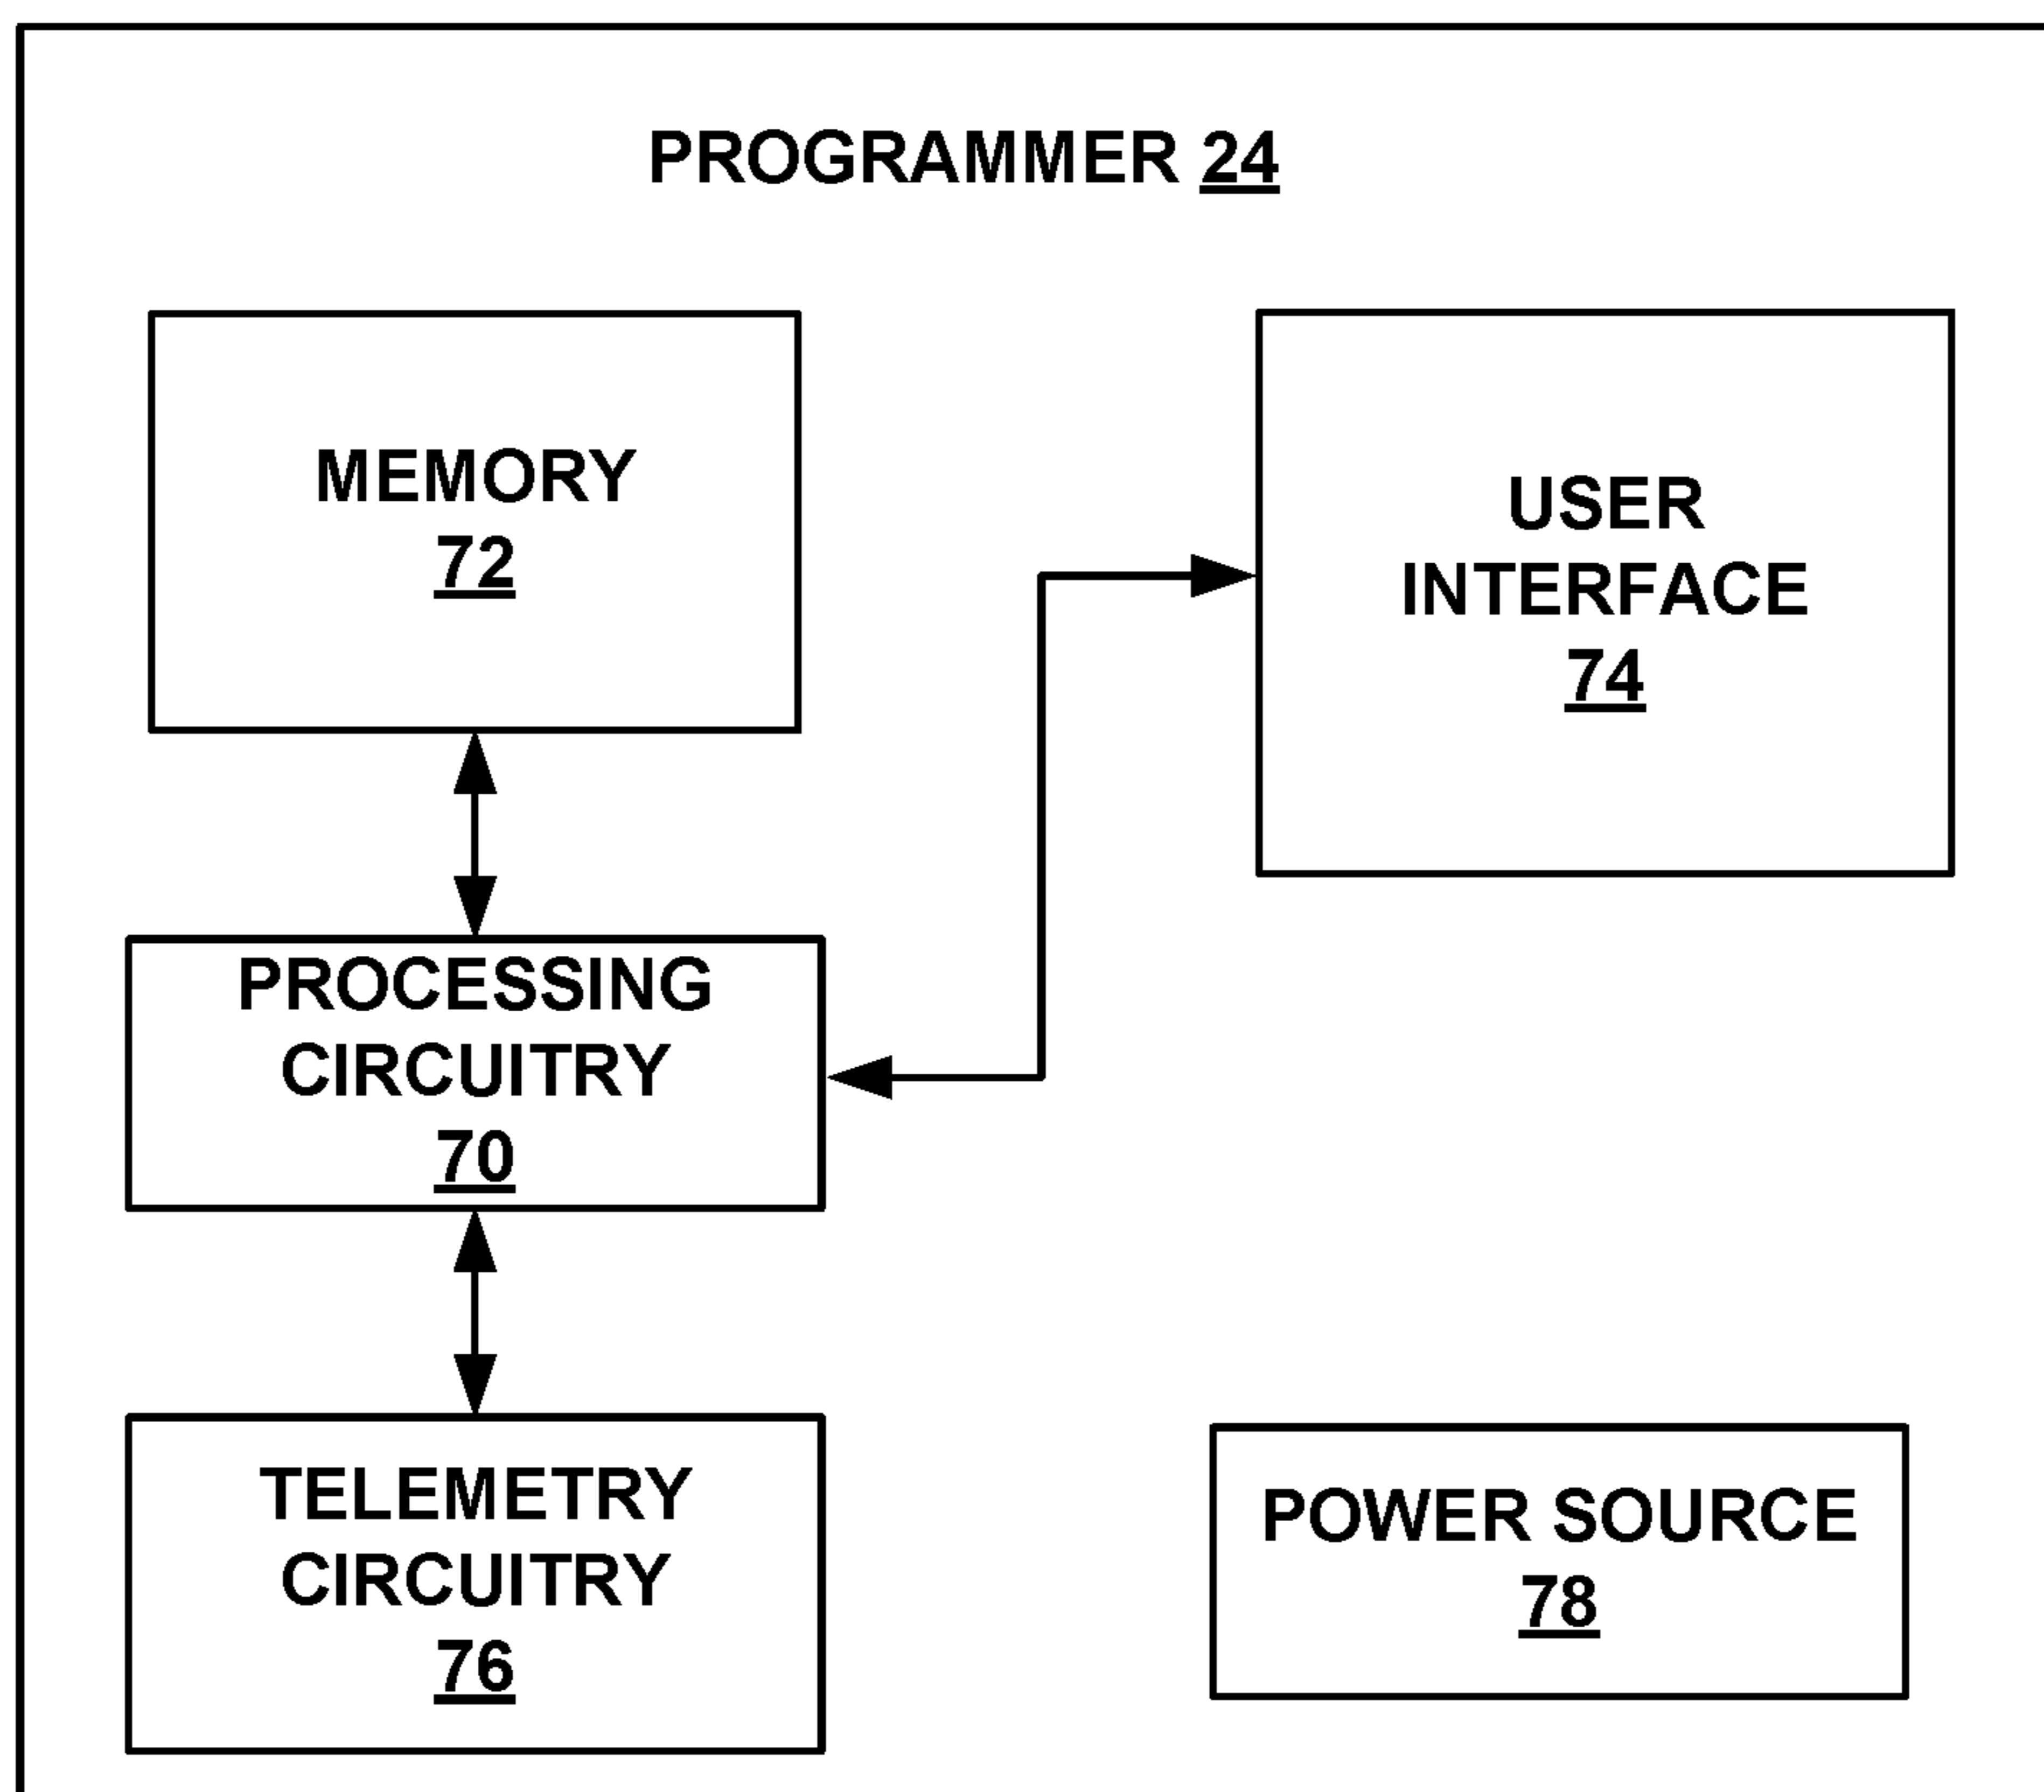 PROGRAMMER 24
MEMORY
72
USER
INTERFACE
74
PROCESSING
CIRCUITRY
70
TELEMETRY
CIRCUITRY
76
POWER SOURCE
78